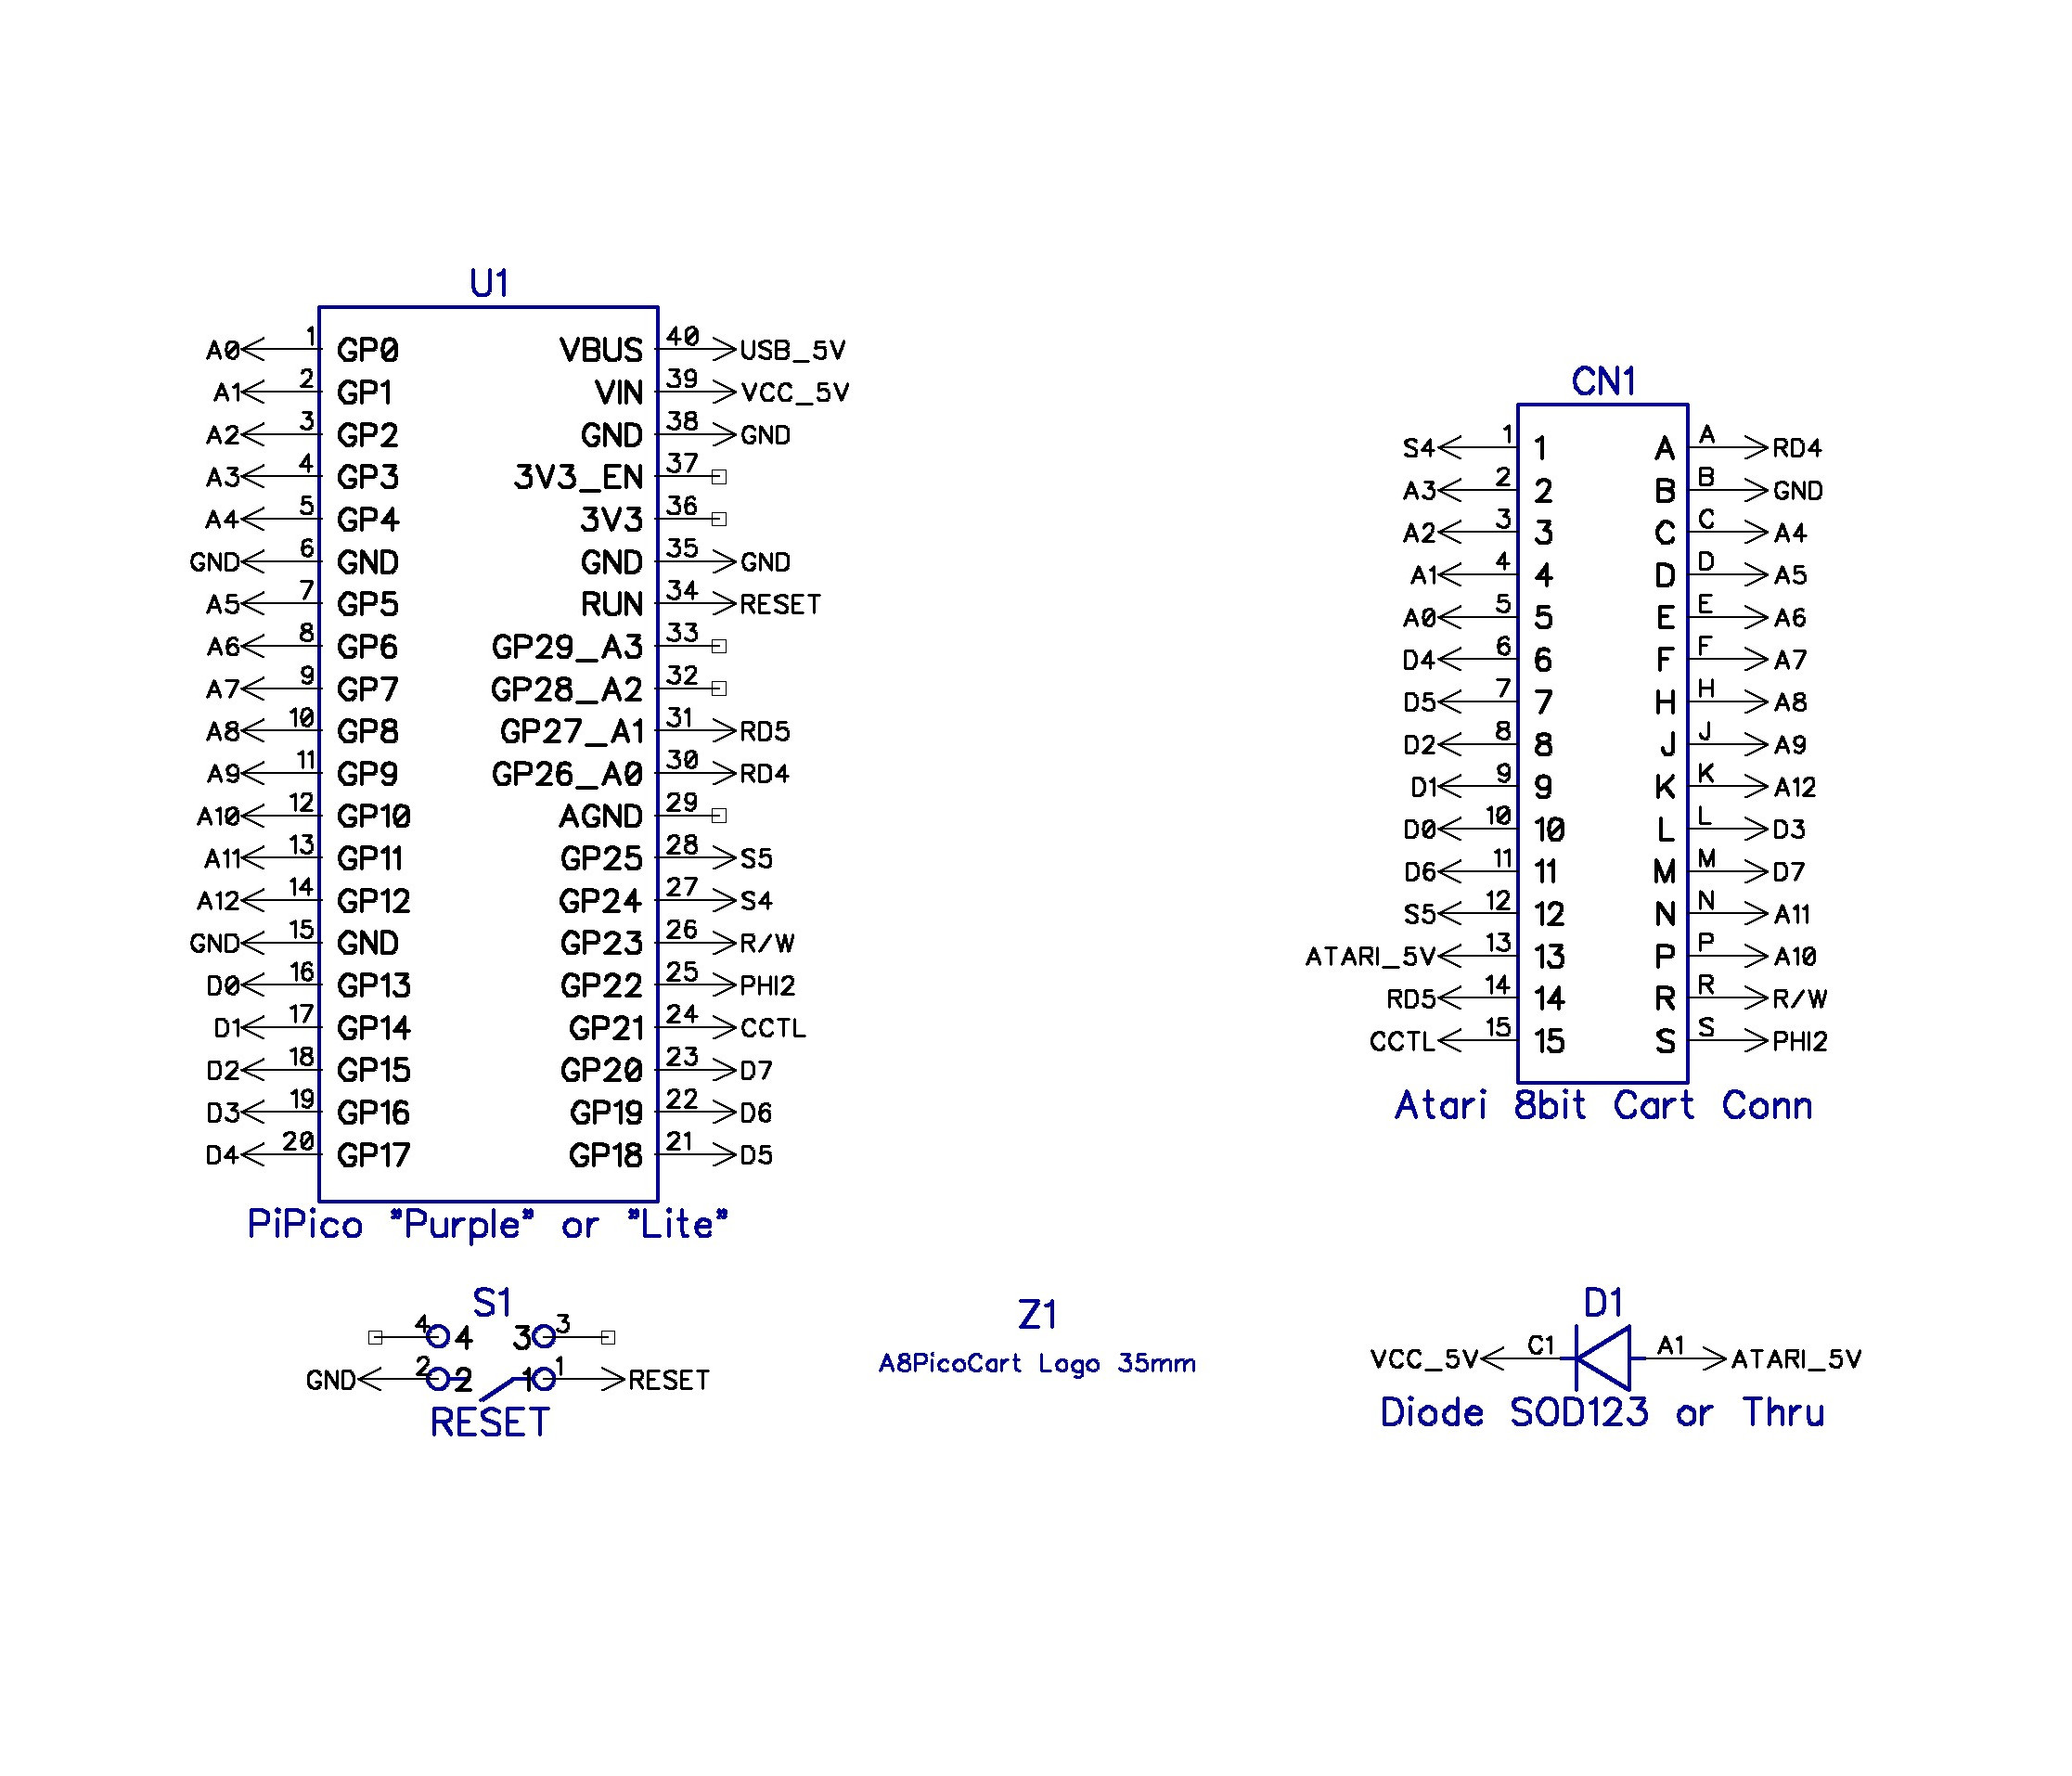 U1
A0 1 GP0 VBUS 40 USB_5V
A1 2 GP1 VIN 39 VCC_5V
A2 3 GP2 GND 38 GND
A3 4 GP3 3V3_EN 37
A4 5 GP4 3V3 36
GND 6 GND GND 35 GND
A5 7 GP5 RUN 34 RESET
A6 8 GP6 GP29_A3 33
A7 9 GP7 GP28_A2 32
A8 10 GP8 GP27_A1 31 RD5
A9 11 GP9 GP26_A0 30 RD4
A10 12 GP10 AGND 29
A11 13 GP11 GP25 28 S5
A12 14 GP12 GP24 27 S4
GND 15 GND GP23 26 R/W
D0 16 GP13 GP22 25 PHI2
D1 17 GP14 GP21 24 CCTL
D2 18 GP15 GP20 23 D7
D3 19 GP16 GP19 22 D6
D4 20 GP17 GP18 21 D5
PiPico "Purple" or "Lite"
CN1
S4 1 1 A A RD4
A3 2 2 B B GND
A2 3 3 C C A4
A1 4 4 D D A5
A0 5 5 E E A6
D4 6 6 F F A7
D5 7 7 H H A8
D2 8 8 J J A9
D1 9 9 K K A12
D0 10 10 L L D3
D6 11 11 M M D7
S5 12 12 N N A11
ATARI_5V 13 13 P P A10
RD5 14 14 R R R/W
CCTL 15 15 S S PHI2
Atari 8bit Cart Conn
S1
4 4 3 3
GND 2 2 1 1 RESET
RESET
Z1
A8PicoCart Logo 35mm
D1
VCC_5V C1 A1 ATARI_5V
Diode SOD123 or Thru